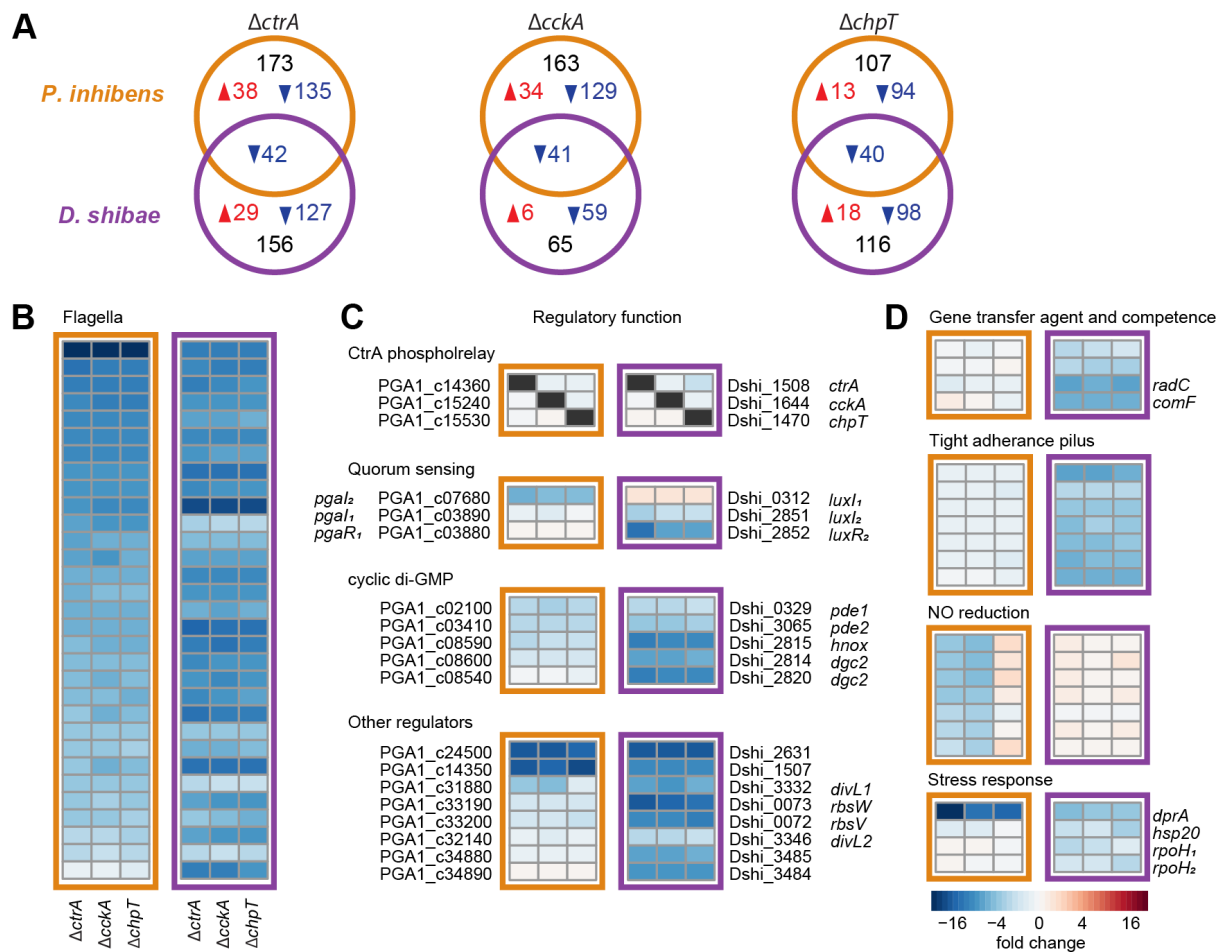 A
ΔctrA
ΔcckA
ΔchpT
P. inhibens
173
▲38 ▼135
▼42
163
▲34 ▼129
▼41
107
▲13 ▼94
▼40
D. shibae
▲29 ▼127
156
▲6 ▼59
65
▲18 ▼98
116
B
Flagella
ΔctrA ΔcckA ΔchpT
ΔctrA ΔcckA ΔchpT
C
Regulatory function
CtrA phospholrelay
PGA1_c14360 Dshi_1508 ctrA
PGA1_c15240 Dshi_1644 cckA
PGA1_c15530 Dshi_1470 chpT
Quorum sensing
pgaI₂ PGA1_c07680 Dshi_0312 luxI₁
pgaI₁ PGA1_c03890 Dshi_2851 luxI₂
pgaR₁ PGA1_c03880 Dshi_2852 luxR₂
cyclic di-GMP
PGA1_c02100 Dshi_0329 pde1
PGA1_c03410 Dshi_3065 pde2
PGA1_c08590 Dshi_2815 hnox
PGA1_c08600 Dshi_2814 dgc2
PGA1_c08540 Dshi_2820 dgc2
Other regulators
PGA1_c24500 Dshi_2631
PGA1_c14350 Dshi_1507
PGA1_c31880 Dshi_3332 divL1
PGA1_c33190 Dshi_0073 rbsW
PGA1_c33200 Dshi_0072 rbsV
PGA1_c32140 Dshi_3346 divL2
PGA1_c34880 Dshi_3485
PGA1_c34890 Dshi_3484
D
Gene transfer agent and competence
radC
comF
Tight adherance pilus
NO reduction
Stress response
dprA
hsp20
rpoH₁
rpoH₂
−16 −4 0 4 16
fold change